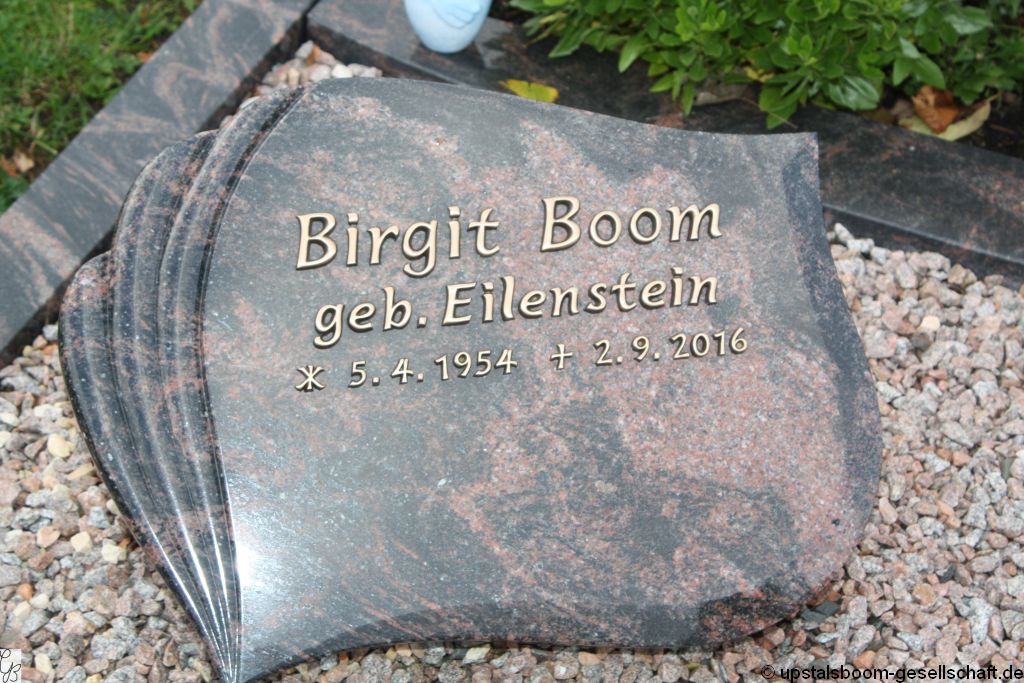 Birgit Boom
geb. Eilenstein
* 5.4.1954 + 2.9.2016
© upstalsboom-gesellschaft.de